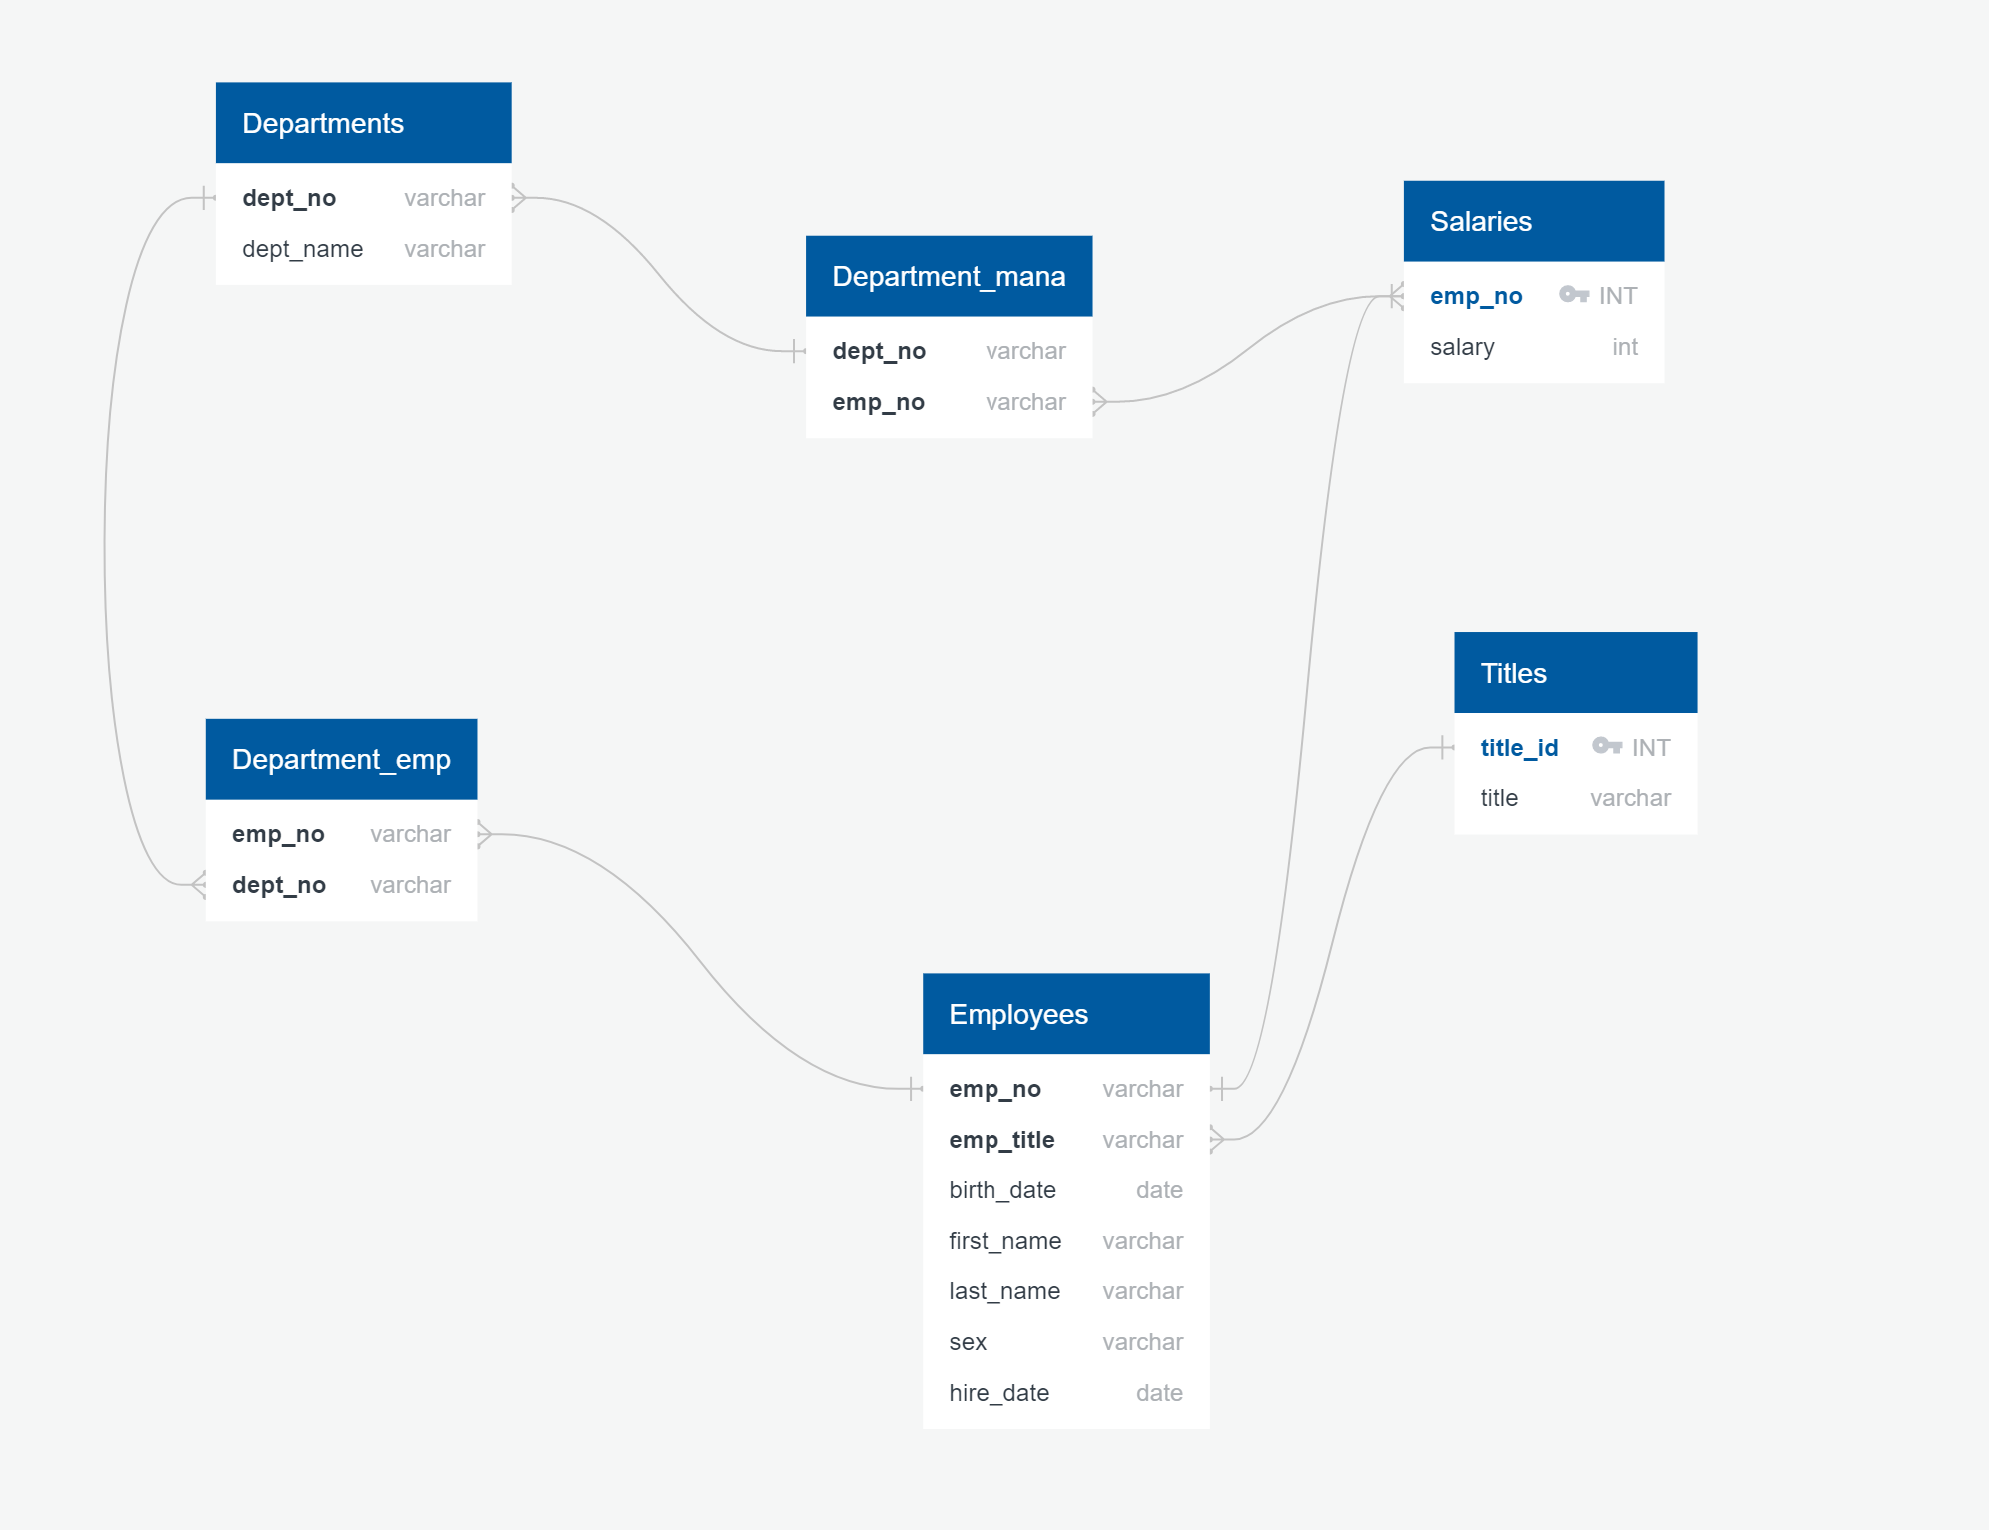 Departments
dept_no varchar
dept_name varchar
Department_mana
dept_no varchar
emp_no varchar
Salaries
emp_no INT
salary int
Titles
title_id INT
title varchar
Department_emp
emp_no varchar
dept_no varchar
Employees
emp_no varchar
emp_title varchar
birth_date date
first_name varchar
last_name varchar
sex varchar
hire_date date